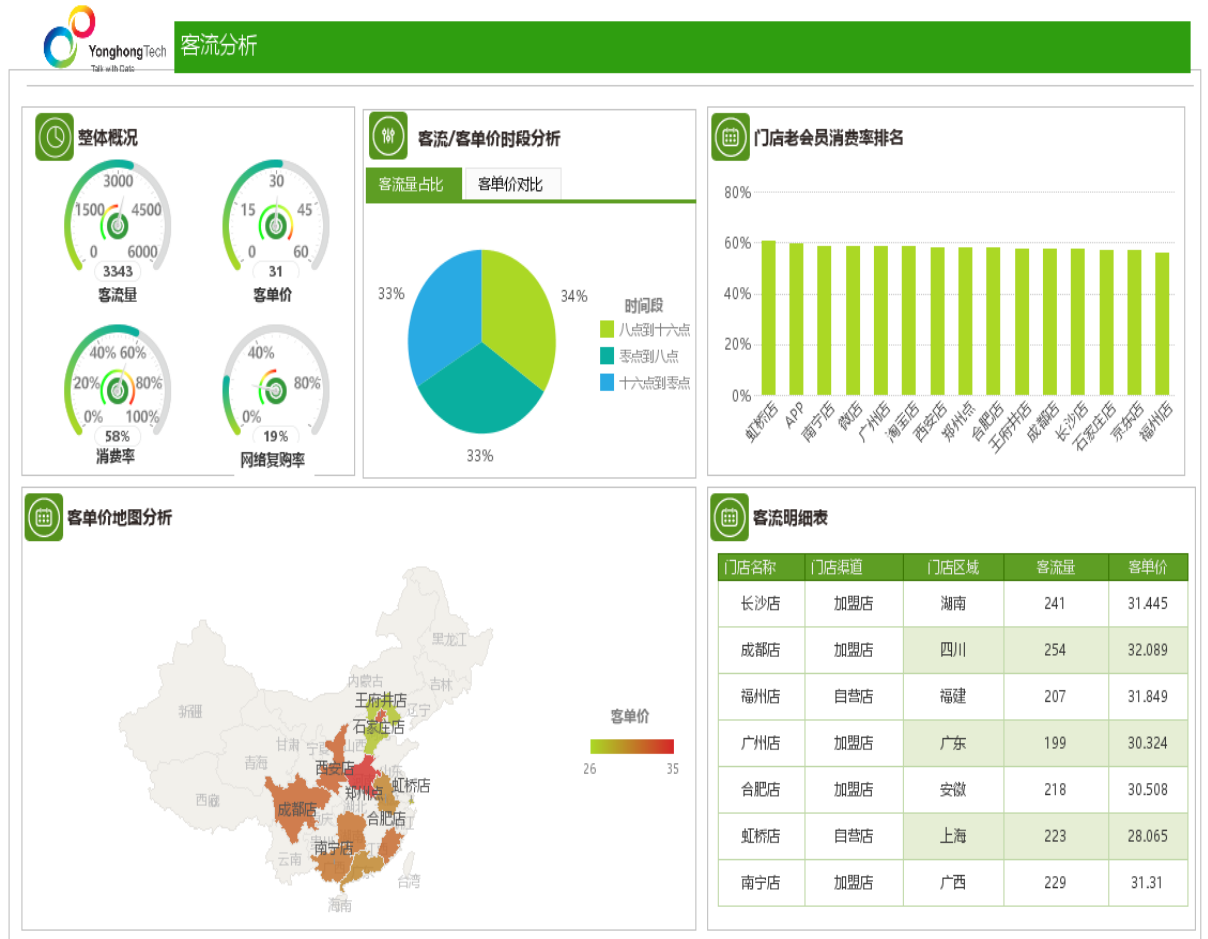 YonghongTech
Talk with Data
客流分析
整体概况
3000
1500
4500
0
6000
3343
客流量
30
15
45
0
60
31
客单价
40%
60%
20%
80%
0%
100%
58%
消费率
40%
80%
0%
19%
网络复购率
客流/客单价时段分析
客流量占比
客单价对比
33%
34%
33%
时间段
八点到十六点
零点到八点
十六点到零点
门店老会员消费率排名
80%
60%
40%
20%
0%
虹桥店
APP
南宁店
微店
广州店
淘宝店
西安店
郑州点
合肥店
王府井店
成都店
长沙店
石家庄店
京东店
福州店
客单价地图分析
黑龙江
内蒙古
吉林
新疆
王府井店
辽宁
石家庄店
甘肃
宁夏
山西
青海
西安店
山东
西藏
郑州点
虹桥店
成都店
湖北
合肥店
南宁店
云南
台湾
海南
客单价
26
35
客流明细表
门店名称 门店渠道 门店区域 客流量 客单价
长沙店 加盟店 湖南 241 31.445
成都店 加盟店 四川 254 32.089
福州店 自营店 福建 207 31.849
广州店 加盟店 广东 199 30.324
合肥店 加盟店 安徽 218 30.508
虹桥店 自营店 上海 223 28.065
南宁店 加盟店 广西 229 31.31